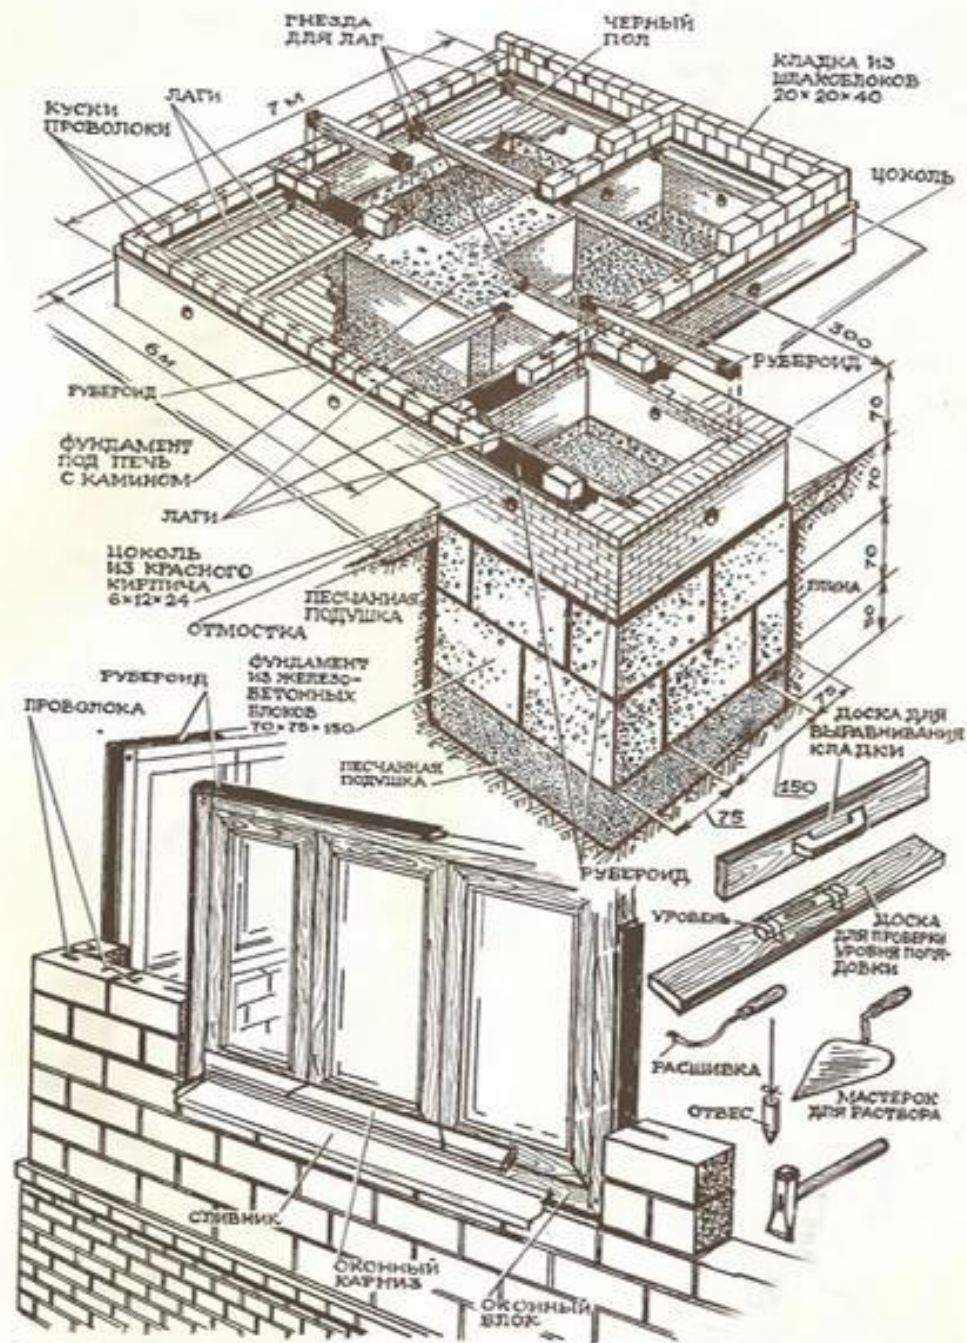 ГНЕЗДА
ДЛЯ ЛАГ
ЧЕРНЫЙ
ПОЛ
КЛАДКА ИЗ
ШЛАКОБЛОКОВ
20×20×40
КУСКИ
ПРОВОЛОКИ
ЛАГИ
7 М
ЦОКОЛЬ
6 М
300
РУБЕРОИД
РУБЕРОИД
70
70
70
70
ФУНДАМЕНТ
ПОД ПЕЧЬ
С КАМИНОМ
ЛАГИ
ЦОКОЛЬ
ИЗ КРАСНОГО
КИРПИЧА
6×12×24
ПЕСЧАННАЯ
ПОДУШКА
ГЛИНА
ОТМОСТКА
РУБЕРОИД
ФУНДАМЕНТ
ИЗ ЖЕЛЕЗО-
БЕТОННЫХ
БЛОКОВ
70×75×150
ПРОВОЛОКА
75
ДОСКА ДЛЯ
ВЫРАВНИВАНИЯ
КЛАДКИ
ПЕСЧАННАЯ
ПОДУШКА
150
75
РУБЕРОИД
УРОВЕНЬ
ДОСКА
ДЛЯ ПРОВЕРКИ
УРОВНЯ ПОРЯ-
ДОВКИ
РАСШИВКА
ОТВЕС
МАСТЕРОК
ДЛЯ РАСТВОРА
СЛИВНИК
ОКОННЫЙ
КАРНИЗ
ОКОННЫЙ
БЛОК